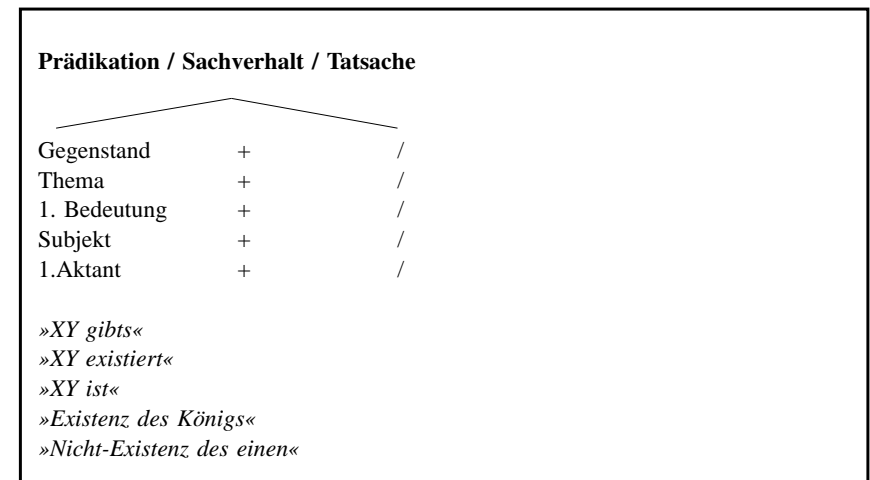 Prädikation / Sachverhalt / Tatsache
Gegenstand + /
Thema + /
1. Bedeutung + /
Subjekt + /
1.Aktant + /
»XY gibts«
»XY existiert«
»XY ist«
»Existenz des Königs«
»Nicht-Existenz des einen«